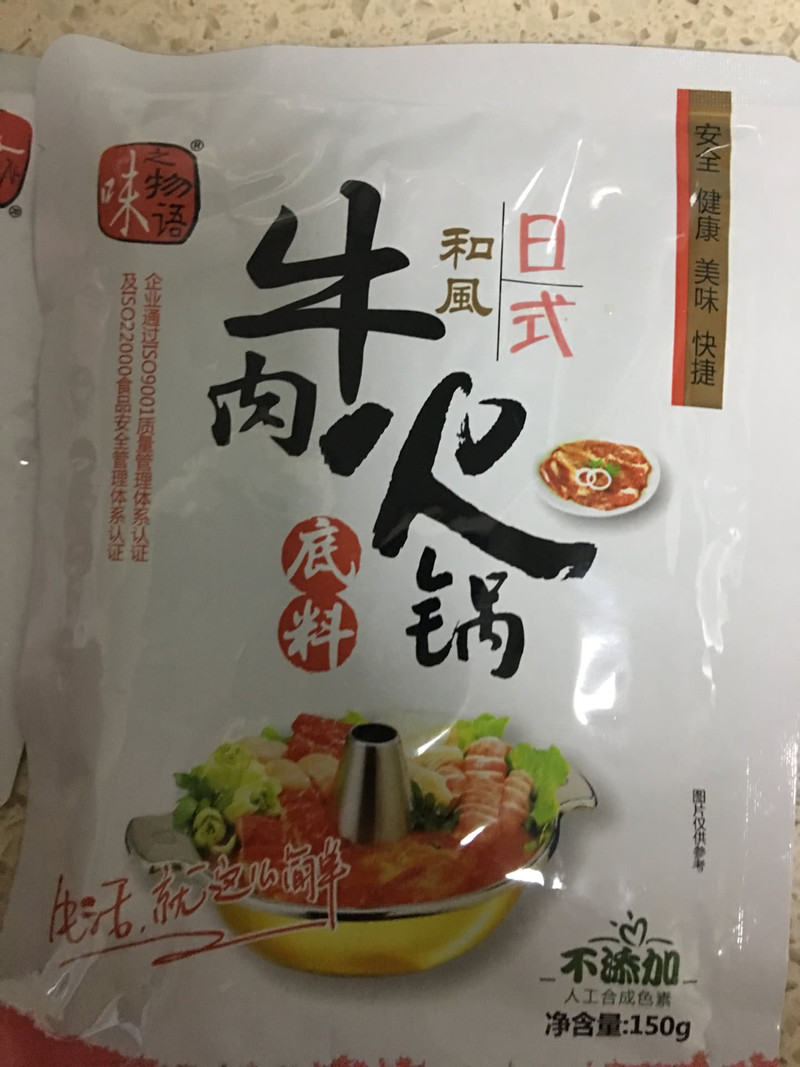 味之物语®
安全 健康 美味 快捷
日式
和風
牛肉火锅
底料
企业通过ISO9001质量管理体系认证
及ISO22000食品安全管理体系认证
图片仅供参考
生活,就这么简单
不添加
人工合成色素
净含量:150g